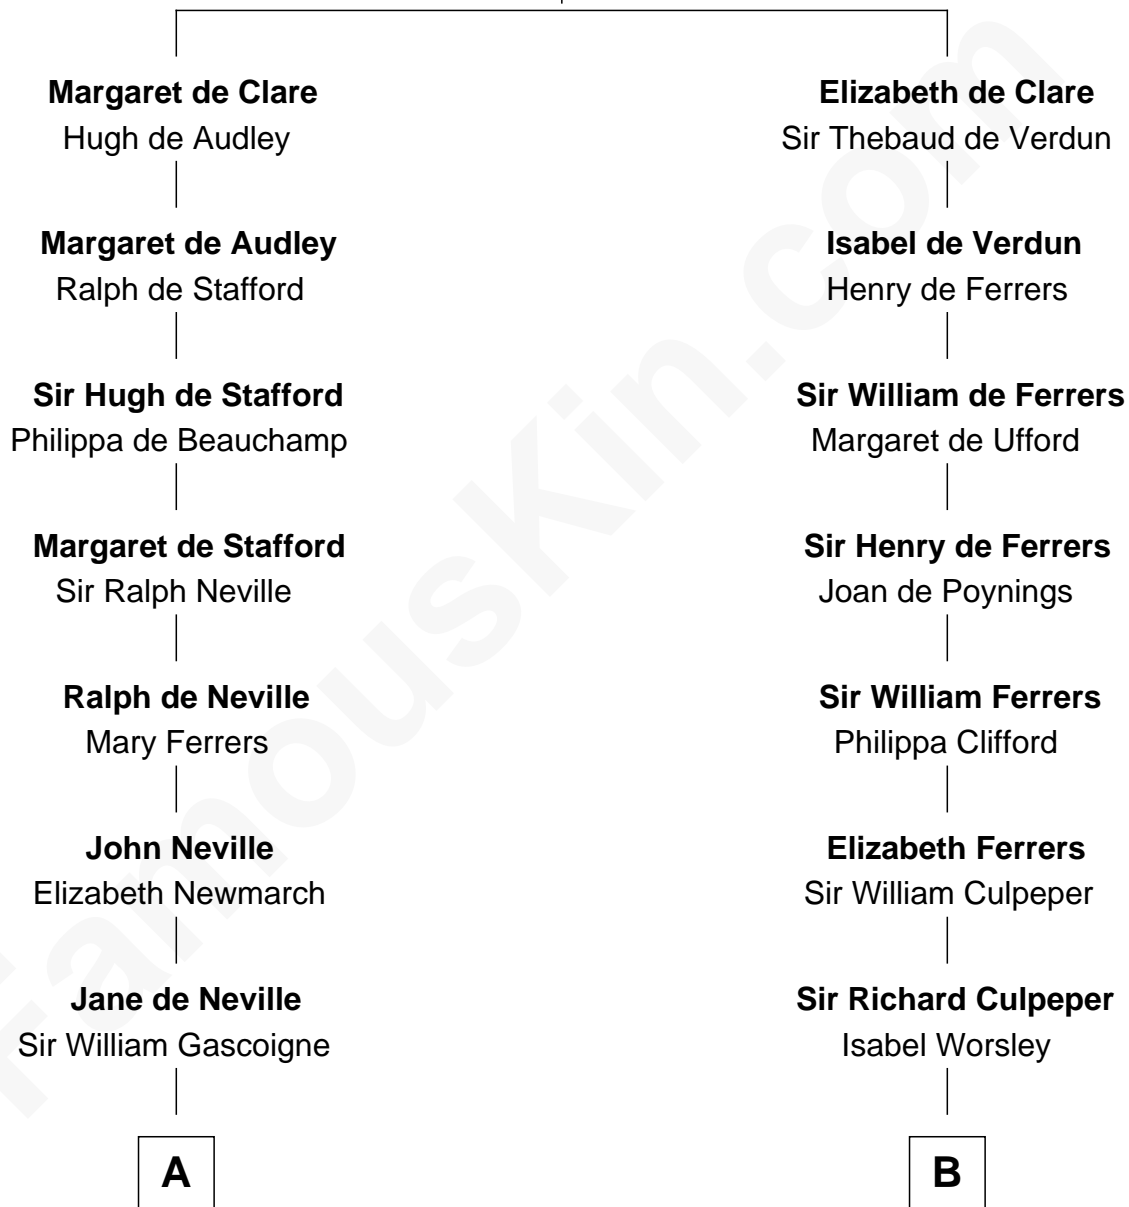 Margaret de Clare
Hugh de Audley
Margaret de Audley
Ralph de Stafford
Sir Hugh de Stafford
Philippa de Beauchamp
Margaret de Stafford
Sir Ralph Neville
Ralph de Neville
Mary Ferrers
John Neville
Elizabeth Newmarch
Jane de Neville
Sir William Gascoigne
A
Elizabeth de Clare
Sir Thebaud de Verdun
Isabel de Verdun
Henry de Ferrers
Sir William de Ferrers
Margaret de Ufford
Sir Henry de Ferrers
Joan de Poynings
Sir William Ferrers
Philippa Clifford
Elizabeth Ferrers
Sir William Culpeper
Sir Richard Culpeper
Isabel Worsley
B
FamousKin.com